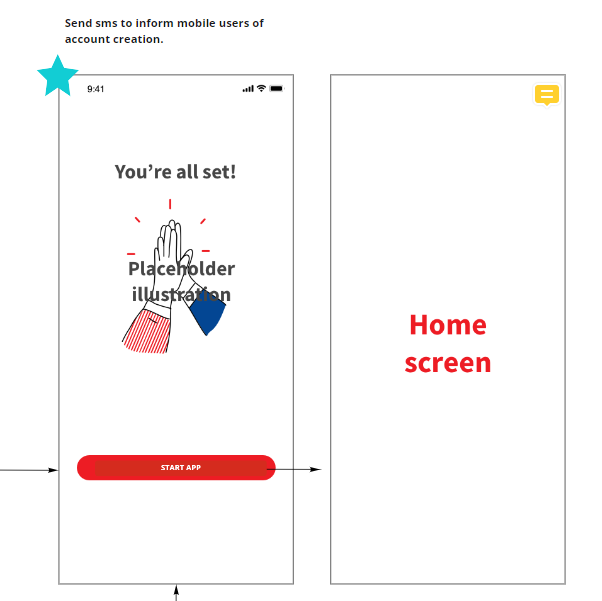 Send sms to inform mobile users of
account creation.
9:41
You’re all set!
Placeholder
illustration
START APP
Home
screen